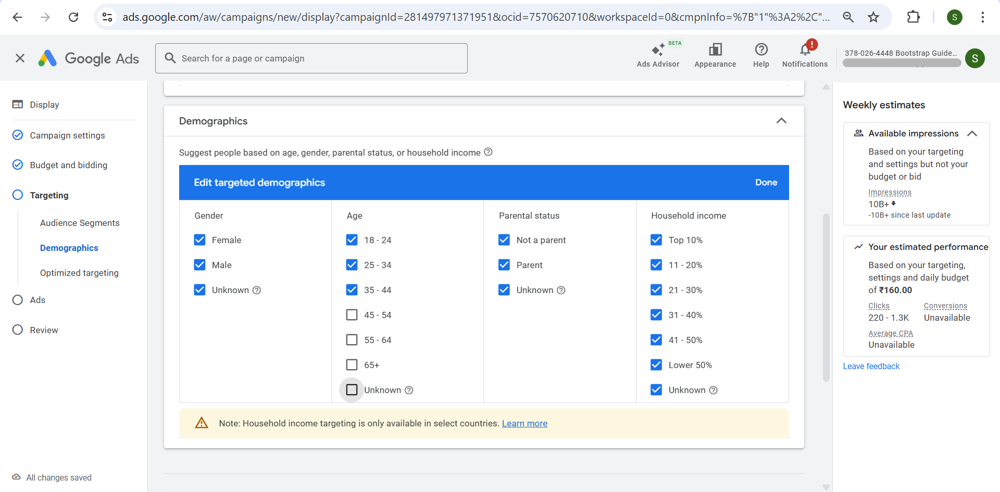 ads.google.com/aw/campaigns/new/display?campaignId=281497971371951&ocid=7570620710&workspaceId=0&cmpnInfo=%7B"1"%3A2%2C"...
S
Google Ads
Search for a page or campaign
BETA
Ads Advisor
Appearance
Help
!
Notifications
378-026-4448 Bootstrap Guide...
S
Display
Campaign settings
Budget and bidding
Targeting
Audience Segments
Demographics
Optimized targeting
Ads
Review
All changes saved
Demographics
Suggest people based on age, gender, parental status, or household income
Edit targeted demographics
Done
Gender
Female
Male
Unknown
Age
18 - 24
25 - 34
35 - 44
45 - 54
55 - 64
65+
Unknown
Parental status
Not a parent
Parent
Unknown
Household income
Top 10%
11 - 20%
21 - 30%
31 - 40%
41 - 50%
Lower 50%
Unknown
Note: Household income targeting is only available in select countries. Learn more
Weekly estimates
Available impressions
Based on your targeting
and settings but not your
budget or bid
Impressions
10B+
-10B+ since last update
Your estimated performance
Based on your targeting,
settings and daily budget
of ₹160.00
Clicks
220 - 1.3K
Conversions
Unavailable
Average CPA
Unavailable
Leave feedback